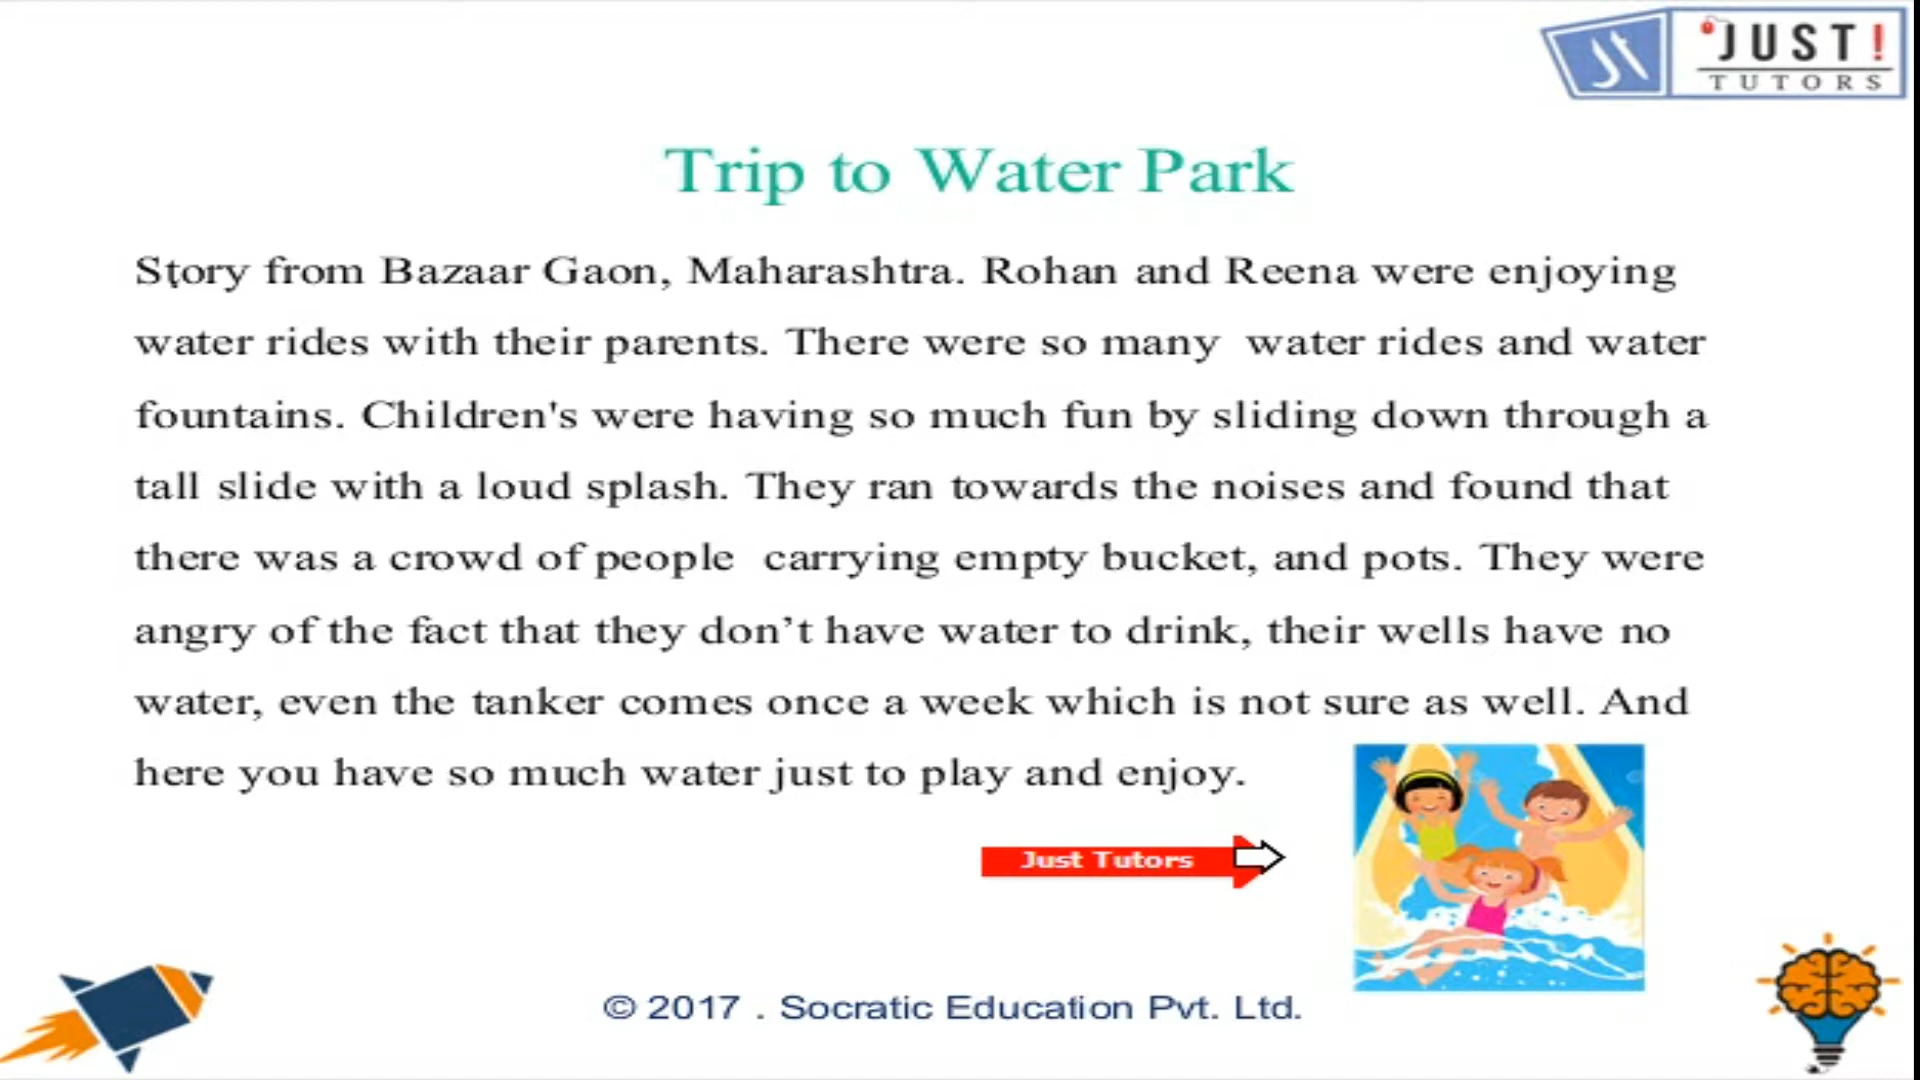 JUST!
TUTORS
Trip to Water Park
Story from Bazaar Gaon, Maharashtra. Rohan and Reena were enjoying
water rides with their parents. There were so many water rides and water
fountains. Children's were having so much fun by sliding down through a
tall slide with a loud splash. They ran towards the noises and found that
there was a crowd of people carrying empty bucket, and pots. They were
angry of the fact that they don’t have water to drink, their wells have no
water, even the tanker comes once a week which is not sure as well. And
here you have so much water just to play and enjoy.
Just Tutors
© 2017 . Socratic Education Pvt. Ltd.